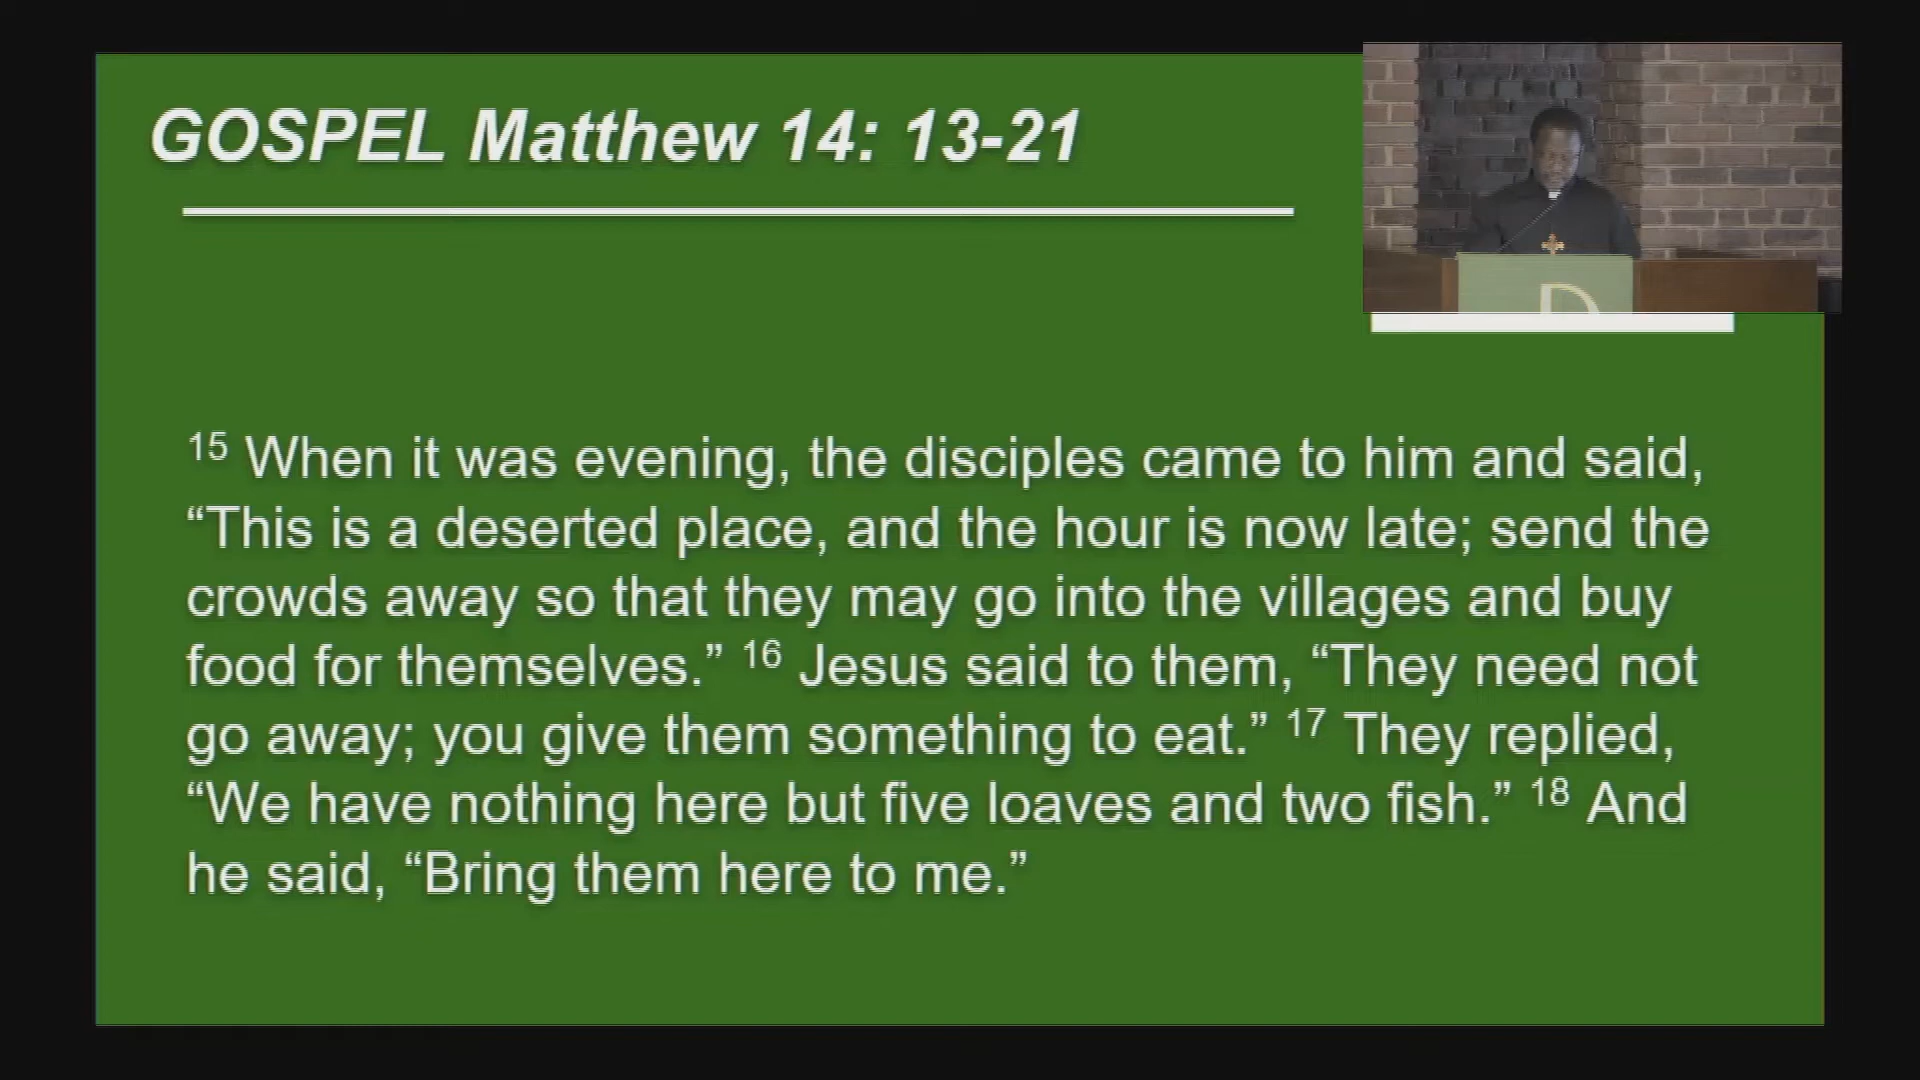 GOSPEL Matthew 14: 13-21
15 When it was evening, the disciples came to him and said,
“This is a deserted place, and the hour is now late; send the
crowds away so that they may go into the villages and buy
food for themselves.” 16 Jesus said to them, “They need not
go away; you give them something to eat.” 17 They replied,
“We have nothing here but five loaves and two fish.” 18 And
he said, “Bring them here to me.”